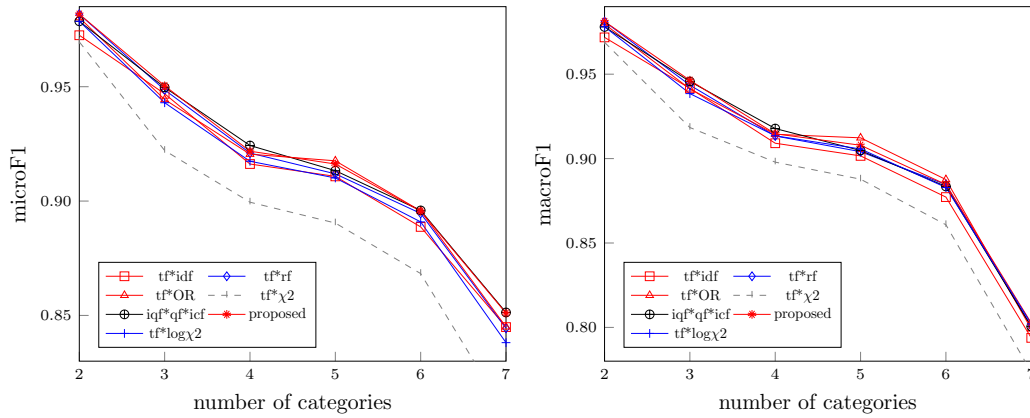 0.95
0.90
0.85
microF1
2
3
4
5
6
7
number of categories
tf*idf
tf*rf
tf*OR
tf*χ2
iqf*qf*icf
proposed
tf*logχ2
0.95
0.90
0.85
0.80
macroF1
2
3
4
5
6
7
number of categories
tf*idf
tf*rf
tf*OR
tf*χ2
iqf*qf*icf
proposed
tf*logχ2